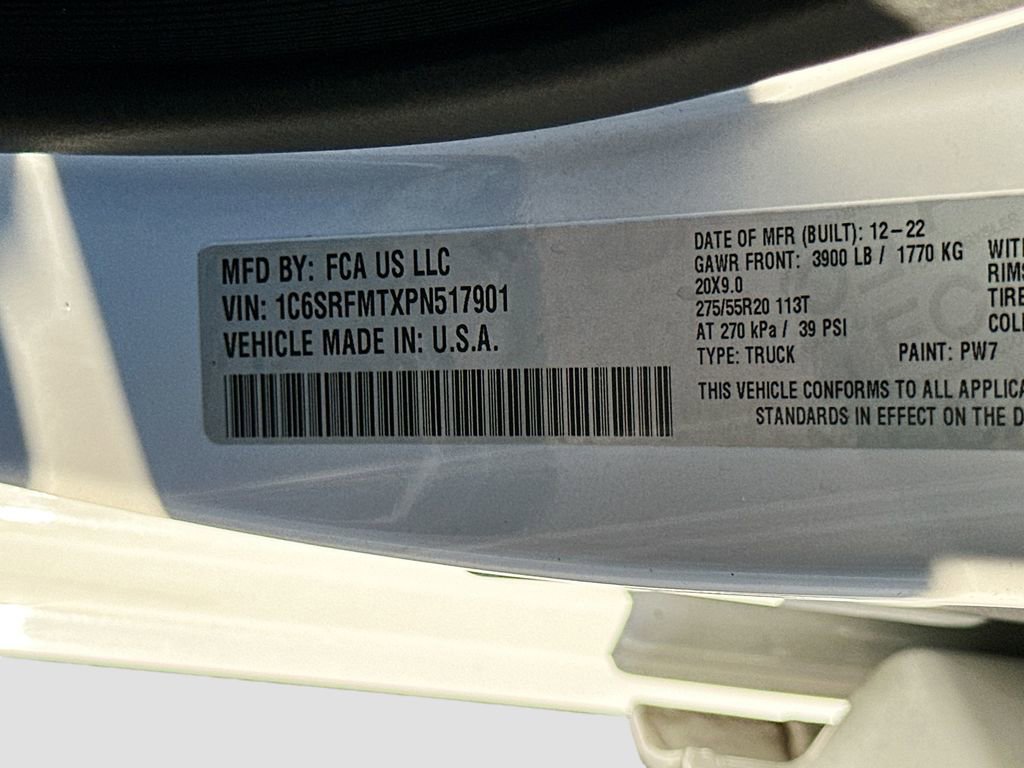 MFD BY: FCA US LLC
VIN: 1C6SRFMTXPN517901
VEHICLE MADE IN: U.S.A.
DATE OF MFR (BUILT): 12-22
GAWR FRONT: 3900 LB / 1770 KG
20X9.0
275/55R20 113T
AT 270 kPa / 39 PSI
TYPE: TRUCK PAINT: PW7
THIS VEHICLE CONFORMS TO ALL
STANDARDS IN EFFECT ON THE